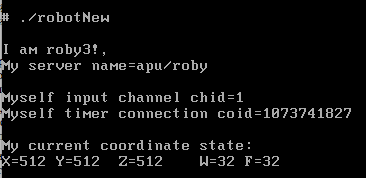 # ./robotNew
I am roby3!,
My server name=apu/roby
Myself input channel chid=1
Myself timer connection coid=1073741827
My current coordinate state:
X=512 Y=512  Z=512    W=32 F=32